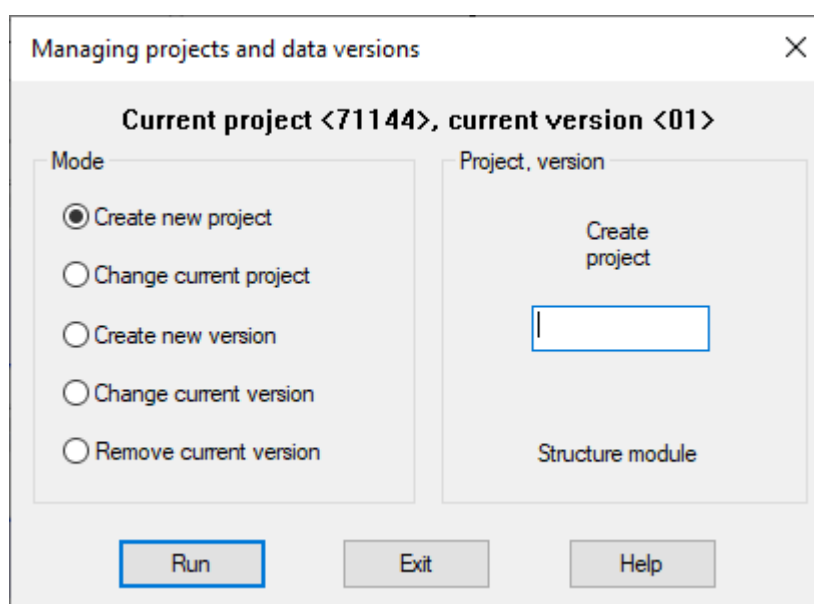 Managing projects and data versions
Current project <71144>, current version <01>
Mode
Create new project
Change current project
Create new version
Change current version
Remove current version
Project, version
Create
project
Structure module
Run
Exit
Help